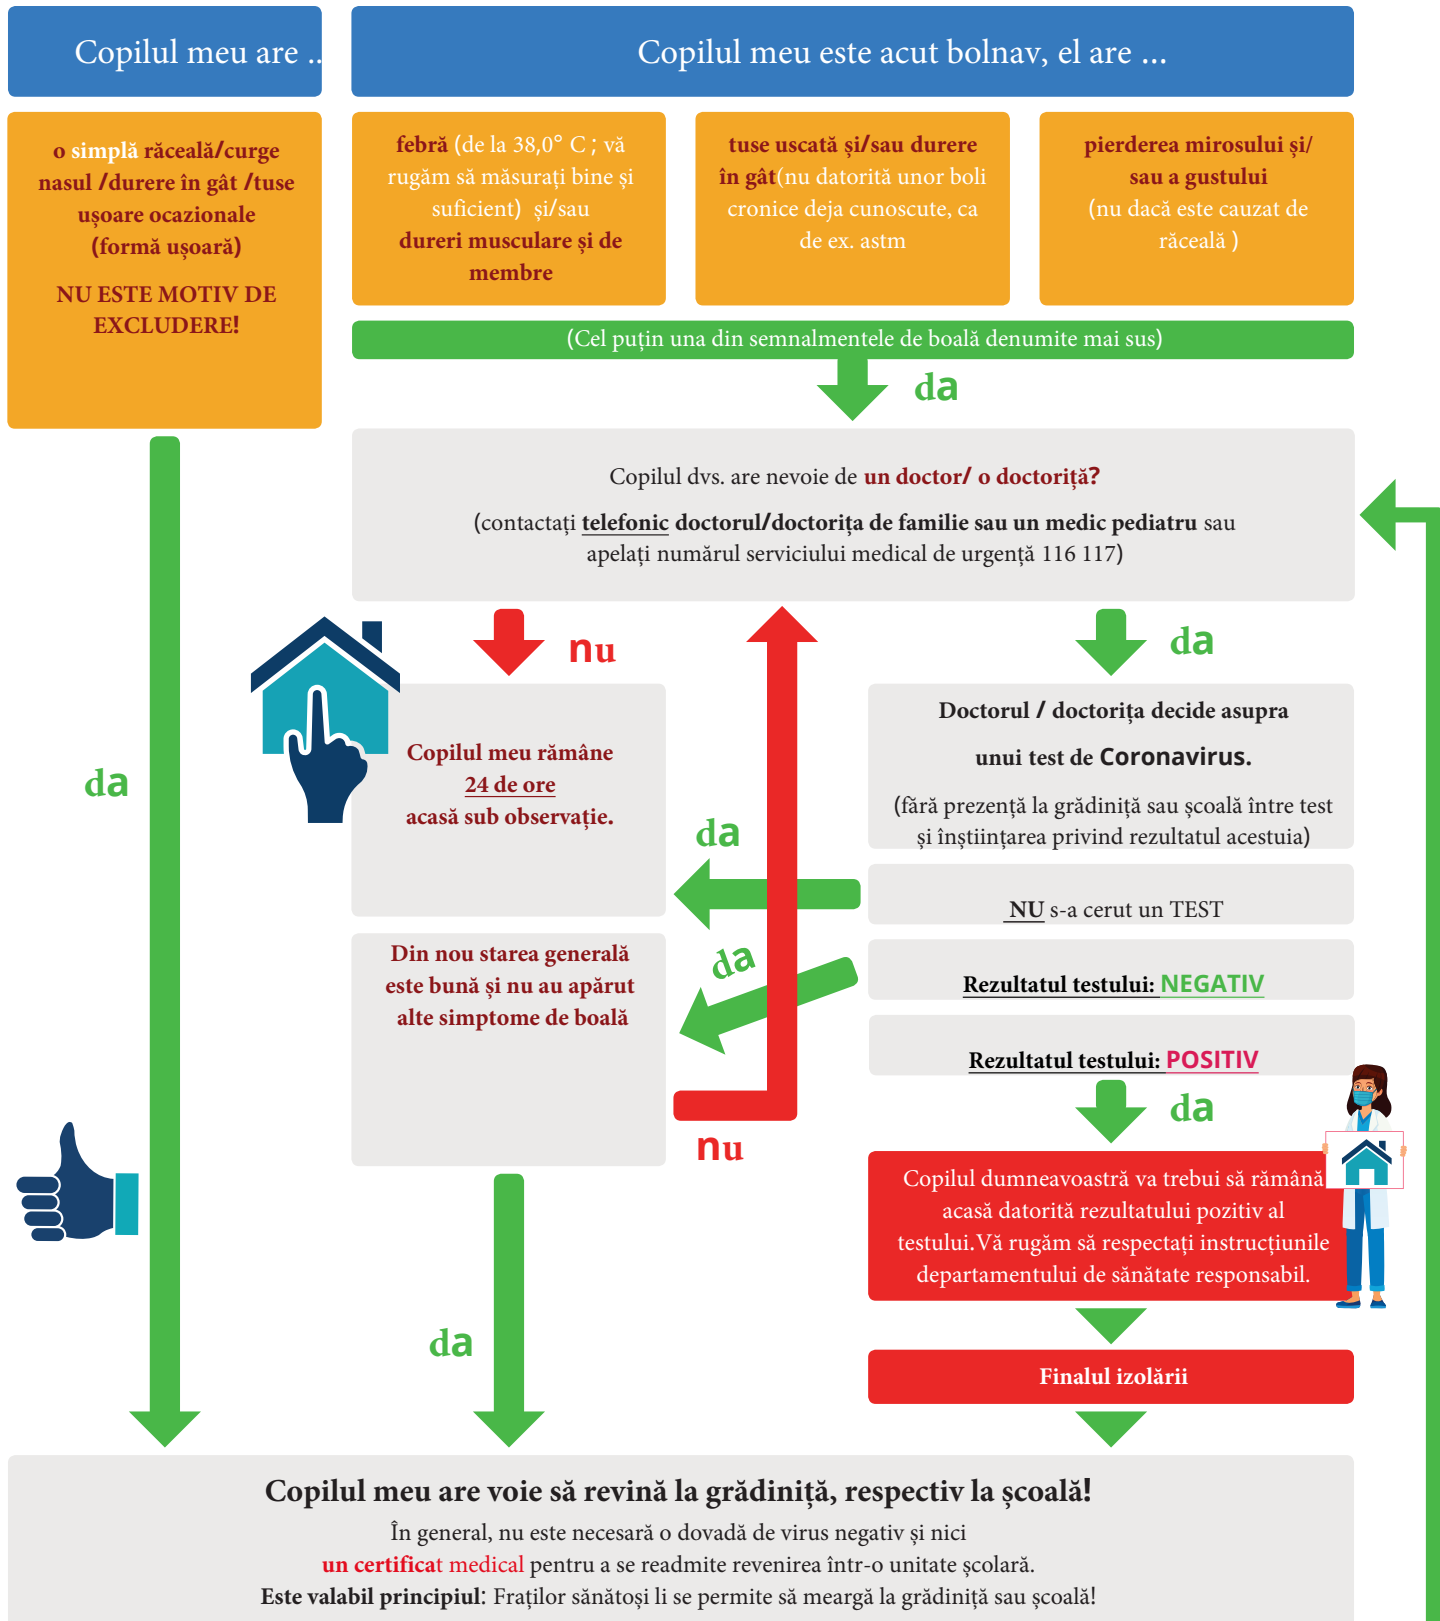 Copilul meu are ..
Copilul meu este acut bolnav, el are ...
o simplă răceală/curge
nasul /durere în gât /tuse
ușoare ocazionale
(formă ușoară)
NU ESTE MOTIV DE
EXCLUDERE!
febră (de la 38,0° C ; vă
rugăm să măsurați bine și
suficient) și/sau
dureri musculare și de
membre
tuse uscată și/sau durere
în gât(nu datorită unor boli
cronice deja cunoscute, ca
de ex. astm
pierderea mirosului și/
sau a gustului
(nu dacă este cauzat de
răceală )
(Cel puțin una din semnalmentele de boală denumite mai sus)
da
Copilul dvs. are nevoie de un doctor/ o doctoriță?
(contactați telefonic doctorul/doctorița de familie sau un medic pediatru sau
apelați numărul serviciului medical de urgență 116 117)
nu
da
Copilul meu rămâne
24 de ore
acasă sub observație.
Doctorul / doctorița decide asupra
unui test de Coronavirus.
(fără prezență la grădiniță sau școală între test
și înștiințarea privind rezultatul acestuia)
da
da
NU s-a cerut un TEST
Din nou starea generală
este bună și nu au apărut
alte simptome de boală
da
Rezultatul testului: NEGATIV
Rezultatul testului: POSITIV
da
nu
Copilul dumneavoastră va trebui să rămână
acasă datorită rezultatului pozitiv al
testului.Vă rugăm să respectați instrucțiunile
departamentului de sănătate responsabil.
da
Finalul izolării
Copilul meu are voie să revină la grădiniță, respectiv la școală!
În general, nu este necesară o dovadă de virus negativ și nici
un certificat medical pentru a se readmite revenirea într-o unitate școlară.
Este valabil principiul: Fraților sănătoși li se permite să meargă la grădiniță sau școală!